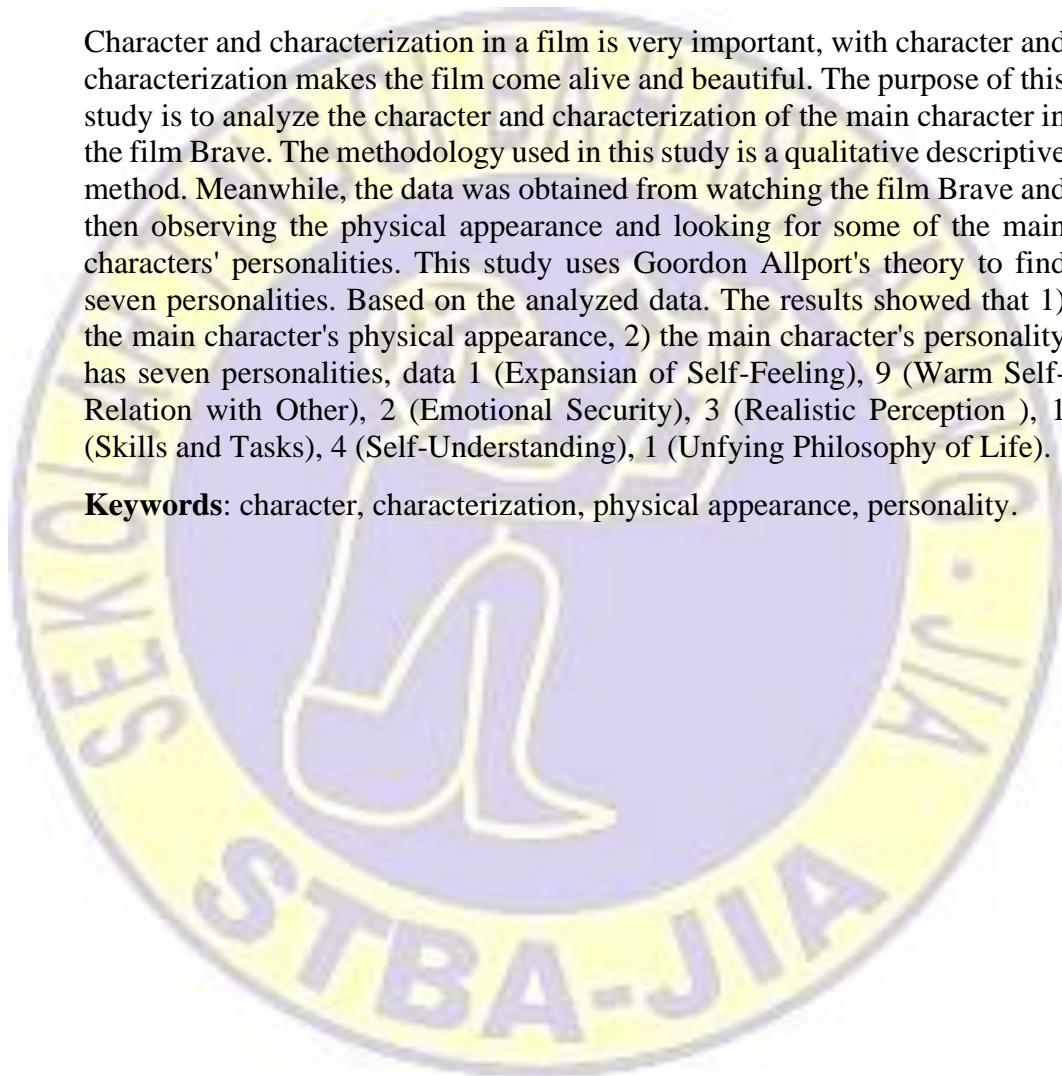 Character and characterization in a film is very important, with character and
characterization makes the film come alive and beautiful. The purpose of this
study is to analyze the character and characterization of the main character in
the film Brave. The methodology used in this study is a qualitative descriptive
method. Meanwhile, the data was obtained from watching the film Brave and
then observing the physical appearance and looking for some of the main
characters' personalities. This study uses Goordon Allport's theory to find
seven personalities. Based on the analyzed data. The results showed that 1)
the main character's physical appearance, 2) the main character's personality
has seven personalities, data 1 (Expansian of Self-Feeling), 9 (Warm Self-
Relation with Other), 2 (Emotional Security), 3 (Realistic Perception ), 1
(Skills and Tasks), 4 (Self-Understanding), 1 (Unfying Philosophy of Life).
Keywords: character, characterization, physical appearance, personality.
JIA
STBA-JIA